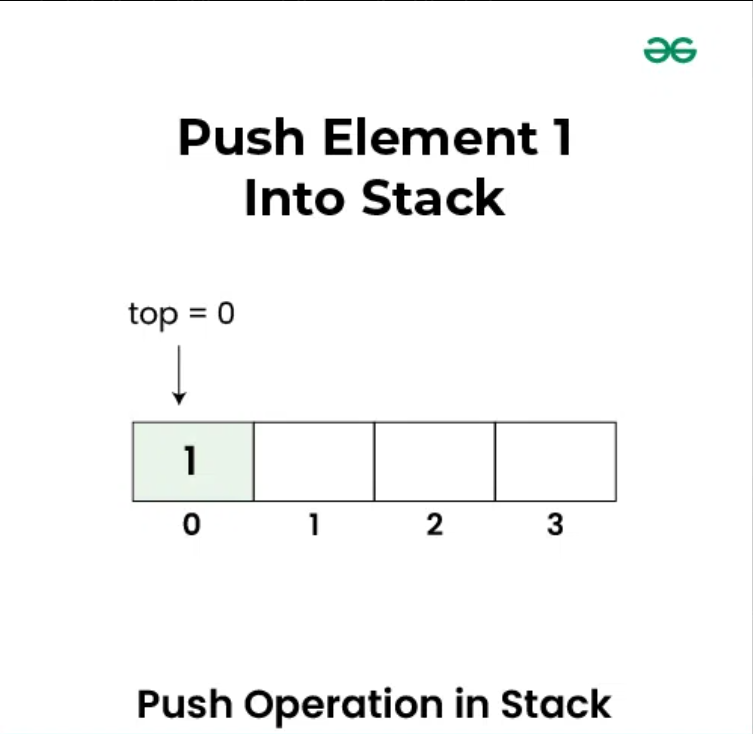 Push Element 1
Into Stack
top = 0
1
0 1 2 3
Push Operation in Stack